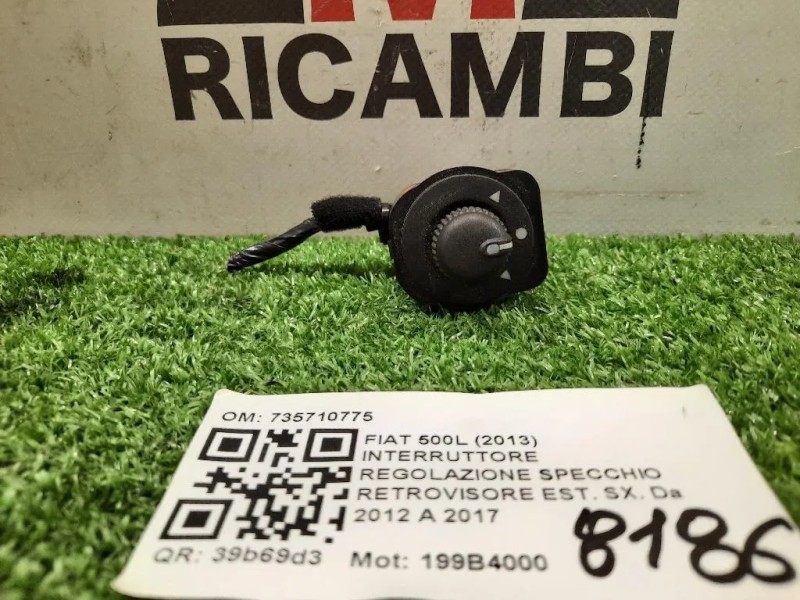 RICAMBI
OM: 735710775
FIAT 500L (2013)
INTERRUTTORE
REGOLAZIONE SPECCHIO
RETROVISORE EST. SX. Da
2012 A 2017
QR: 39b69d3 Mot: 199B4000
8186